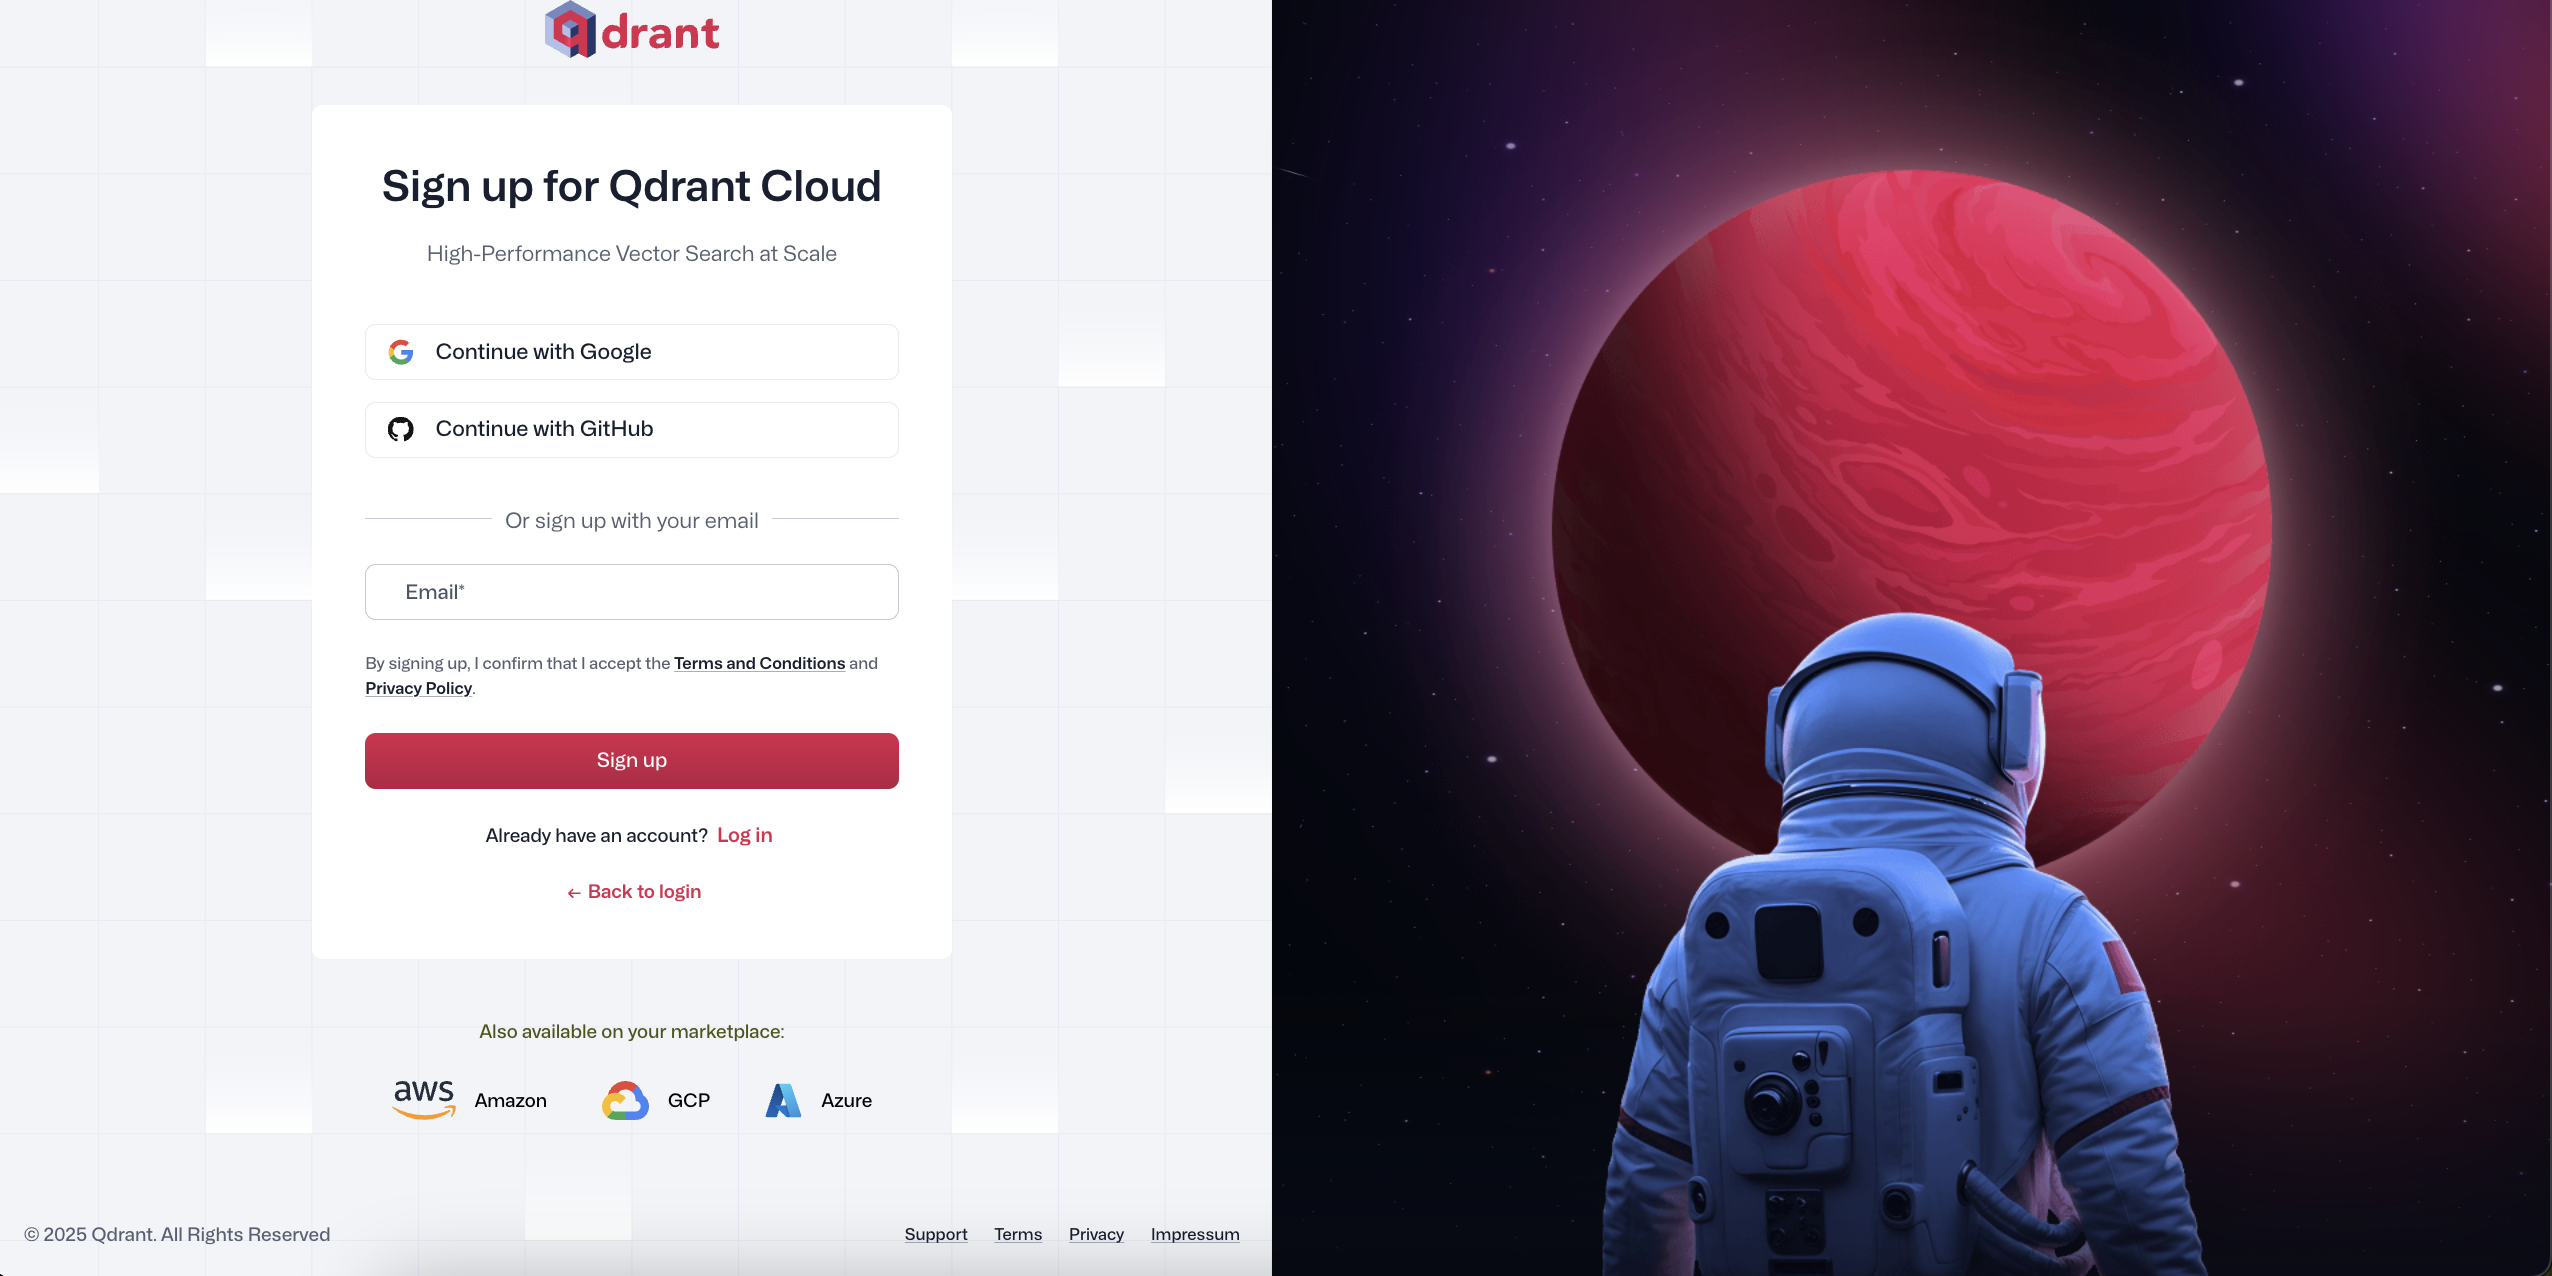 qdrant
Sign up for Qdrant Cloud
High-Performance Vector Search at Scale
Continue with Google
Continue with GitHub
Or sign up with your email
Email*
By signing up, I confirm that I accept the Terms and Conditions and
Privacy Policy.
Sign up
Already have an account? Log in
← Back to login
Also available on your marketplace:
aws Amazon GCP Azure
© 2025 Qdrant. All Rights Reserved Support Terms Privacy Impressum